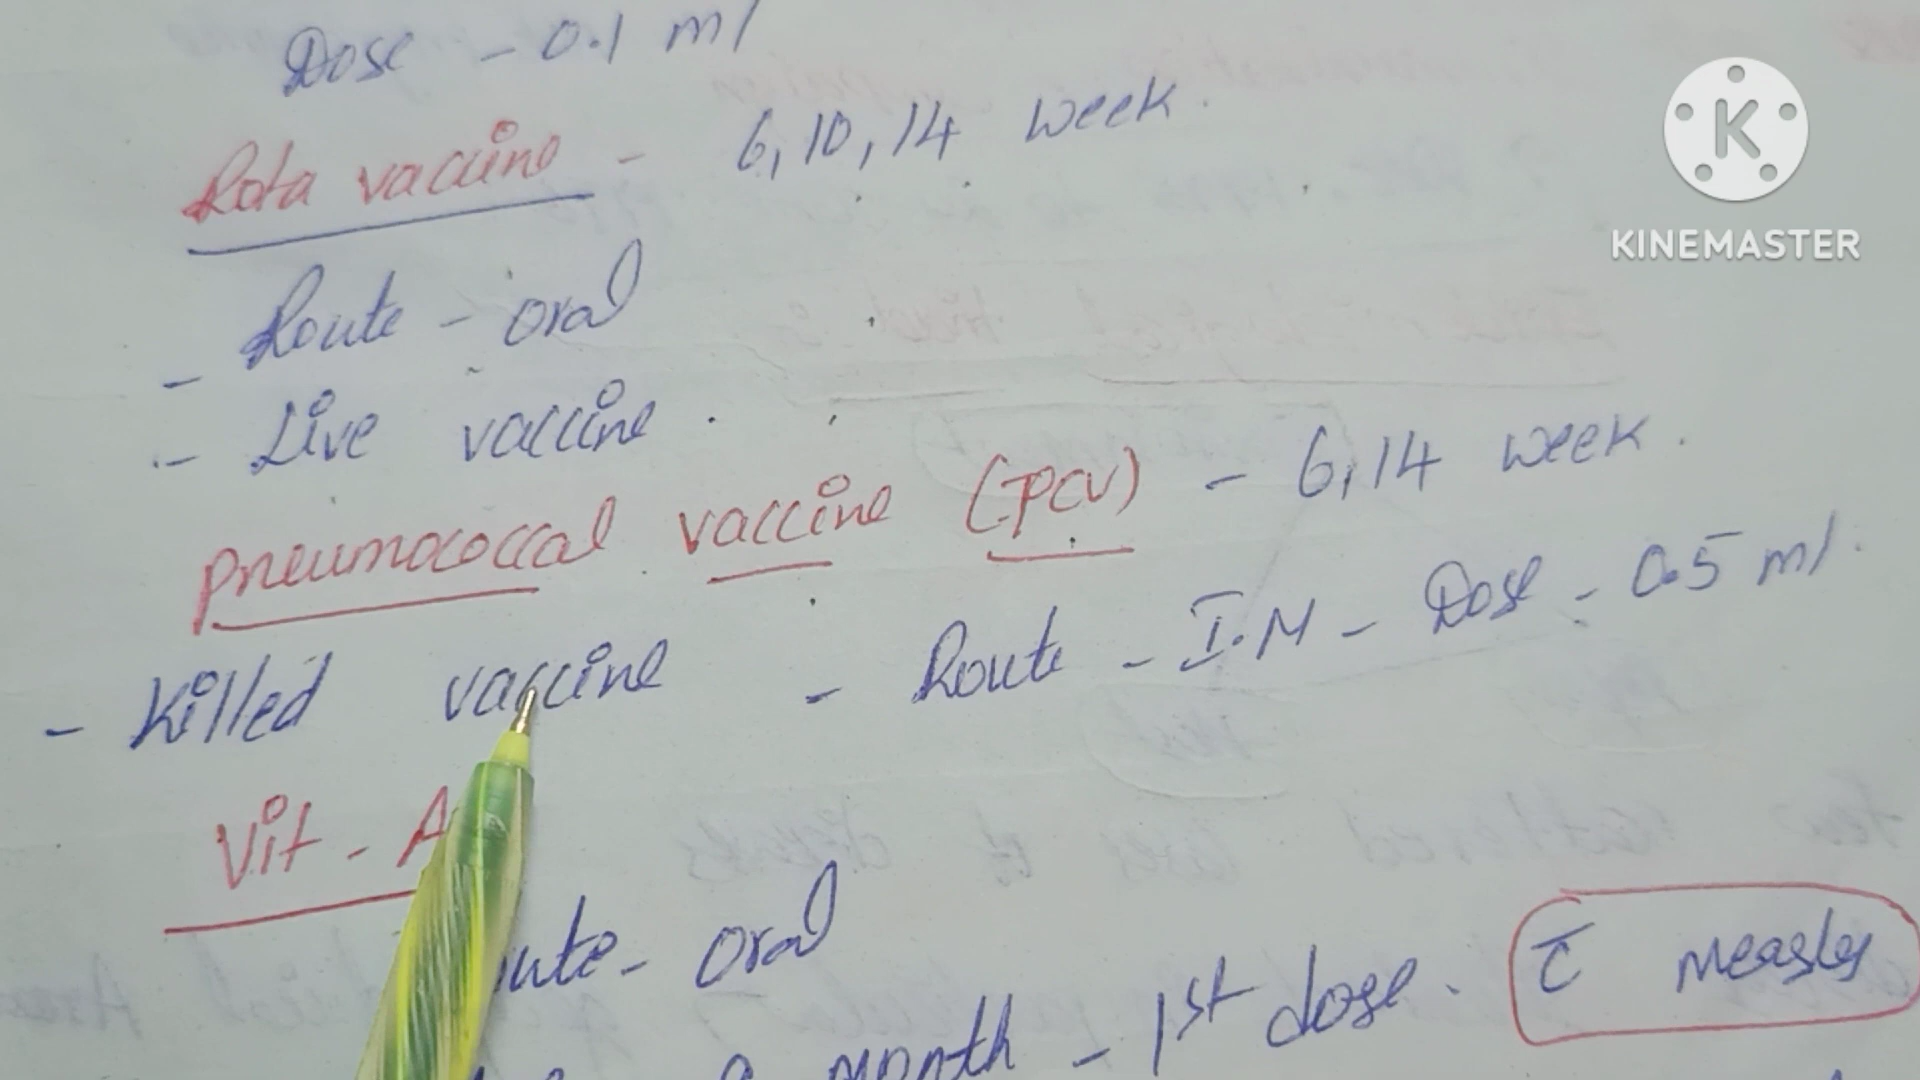 Dose - 0.1 ml
Rota vaccine - 6, 10, 14 week.
- Route - oral
- Live vaccine.
Pneumococcal vaccine (PCV) - 6, 14 week.
- Killed vaccine - Route - I.M - Dose - 0.5 ml.
Vit - A
oral
month - 1st dose. c̄ measles
K
KINEMASTER